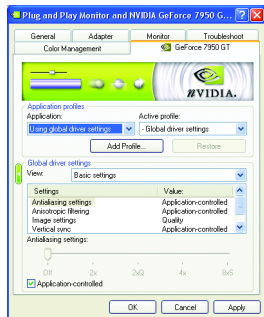 Plug and Play Monitor and NVIDIA GeForce 7950 G...
General Adapter Monitor Troubleshoot
Color Management GeForce 7950 GT
NVIDIA.
Application profiles
Application: Active profile:
Using global driver settings - Global driver settings
Add Profile... Restore
Global driver settings
View: Basic settings
Settings Value:
Antialiasing settings Application-controlled
Anisotropic filtering Application-controlled
Image settings Quality
Vertical sync Application-controlled
Antialiasing settings:
Off 2x 2xQ 4x 8xS
Application-controlled
OK Cancel Apply